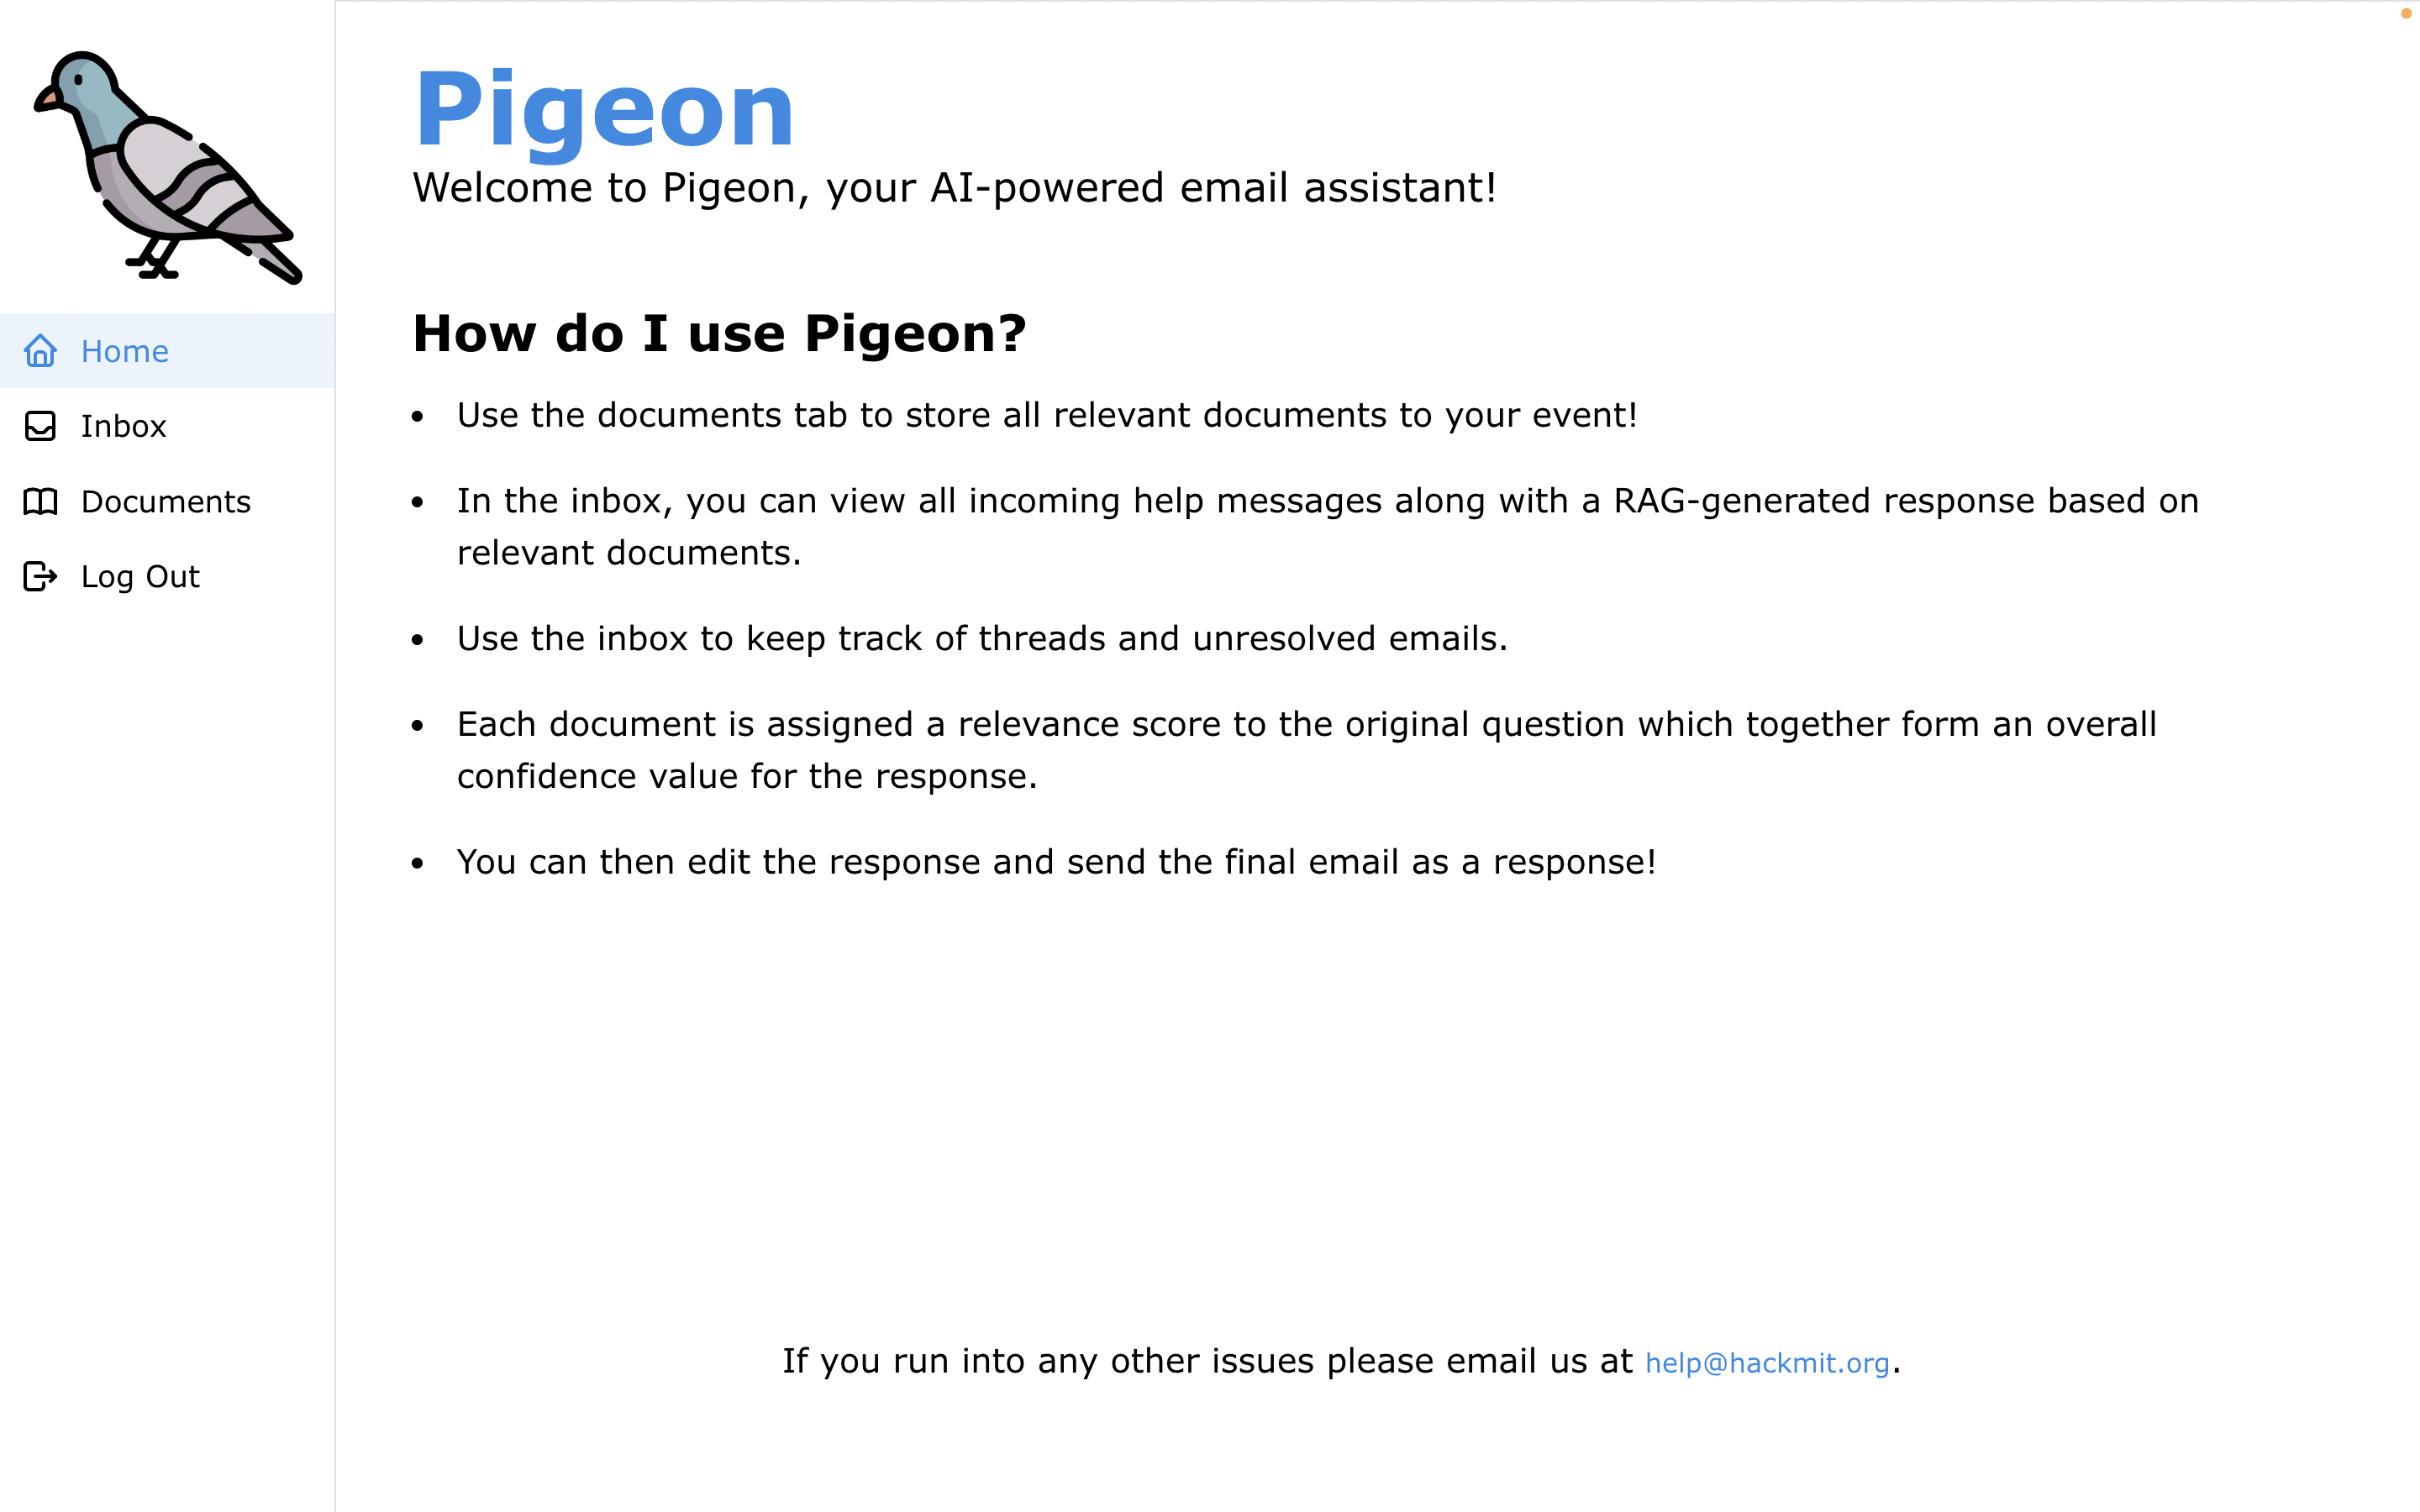 Pigeon
Welcome to Pigeon, your AI-powered email assistant!
Home
Inbox
Documents
Log Out
How do I use Pigeon?
• Use the documents tab to store all relevant documents to your event!
• In the inbox, you can view all incoming help messages along with a RAG-generated response based on
relevant documents.
• Use the inbox to keep track of threads and unresolved emails.
• Each document is assigned a relevance score to the original question which together form an overall
confidence value for the response.
• You can then edit the response and send the final email as a response!
If you run into any other issues please email us at help@hackmit.org.